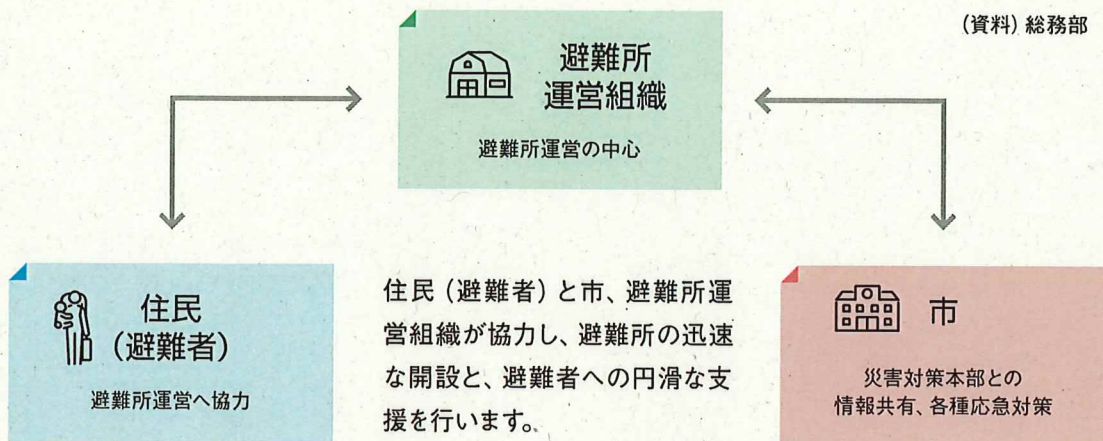 (資料) 総務部
避難所
運営組織
避難所運営の中心
住民
(避難者)
避難所運営へ協力
住民(避難者)と市、避難所運
営組織が協力し、避難所の迅速
な開設と、避難者への円滑な支
援を行います。
市
災害対策本部との
情報共有、各種応急対策